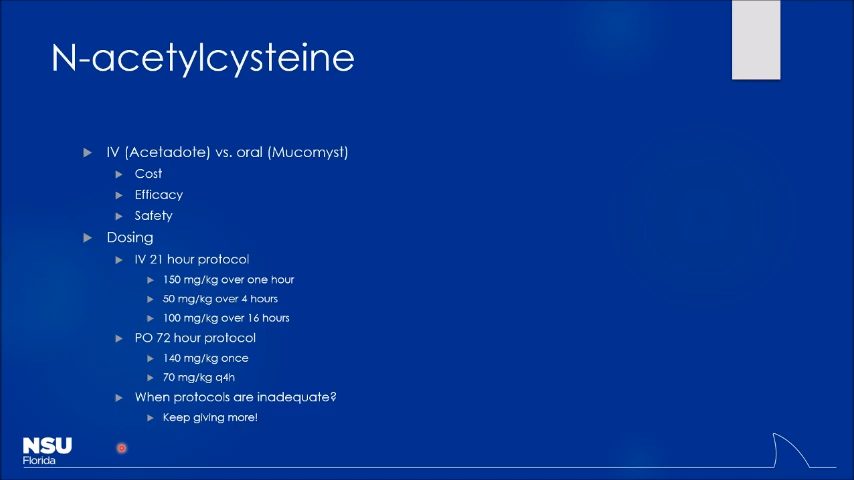 N-acetylcysteine
IV (Acetadote) vs. oral (Mucomyst)
Cost
Efficacy
Safety
Dosing
IV 21 hour protocol
150 mg/kg over one hour
50 mg/kg over 4 hours
100 mg/kg over 16 hours
PO 72 hour protocol
140 mg/kg once
70 mg/kg q4h
When protocols are inadequate?
Keep giving more!
NSU
Florida